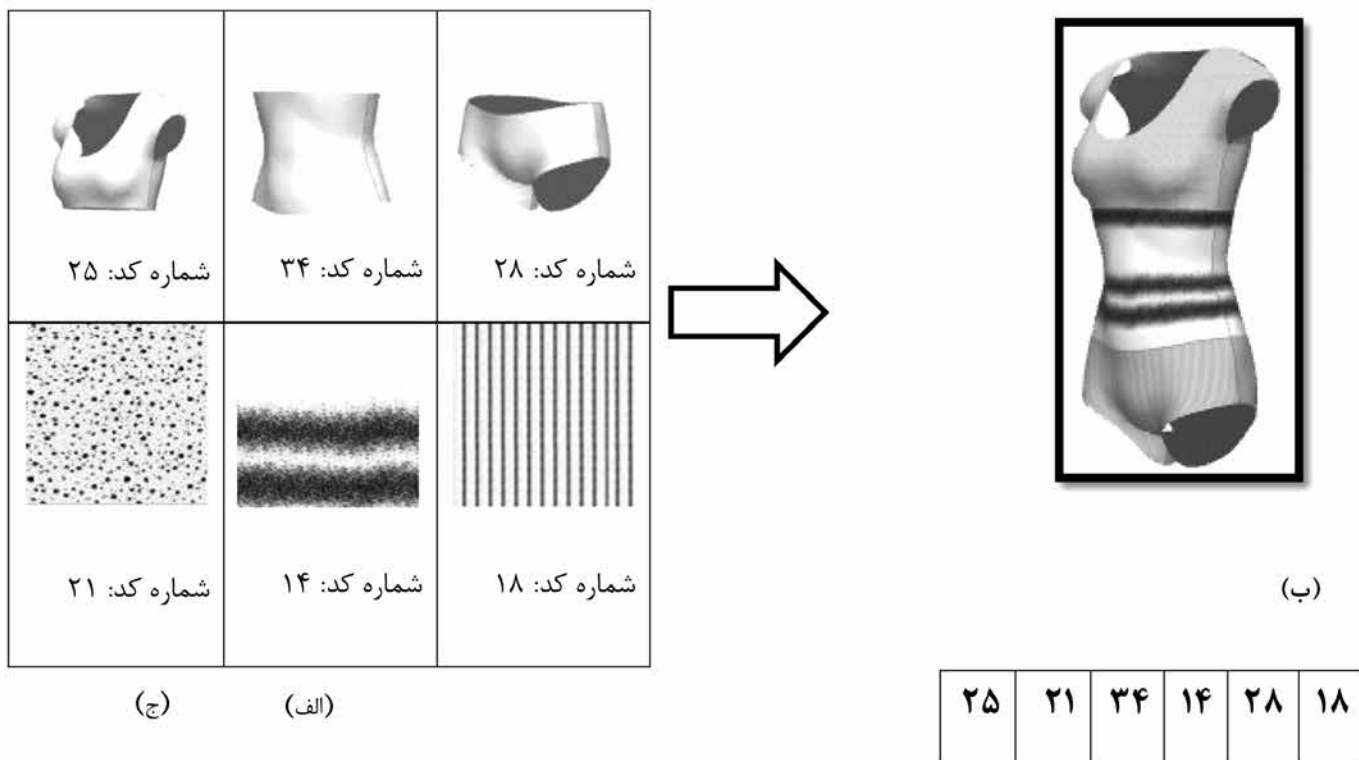 شماره کد: ۲۸
شماره کد: ۳۴
شماره کد: ۲۵
شماره کد: ۱۸
شماره کد: ۱۴
شماره کد: ۲۱
(ب)
(الف)
(ج)
۲۵ ۲۱ ۳۴ ۱۴ ۲۸ ۱۸